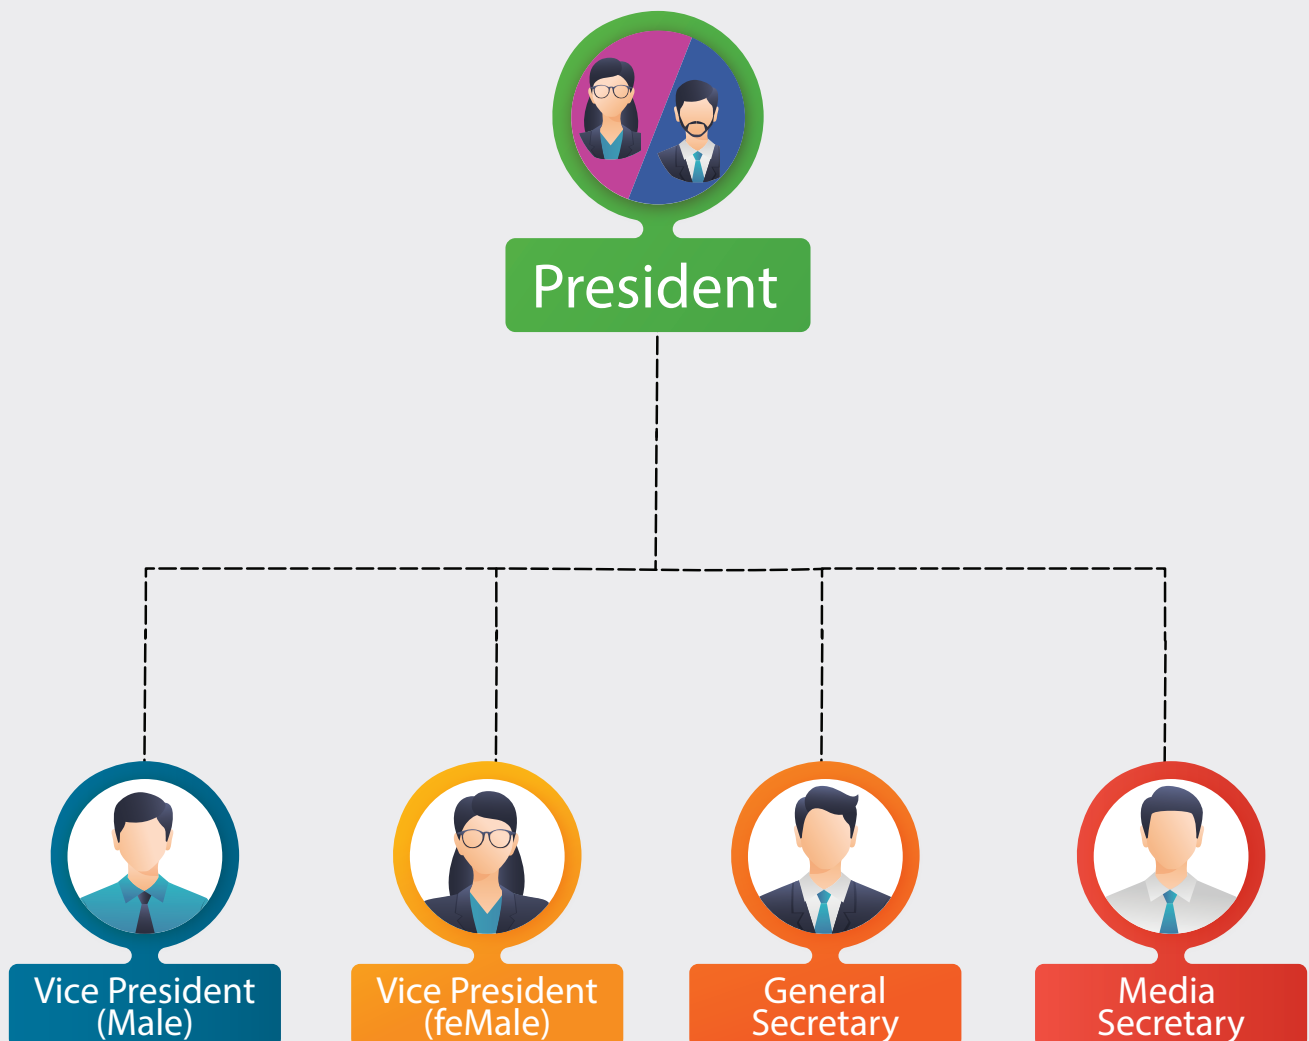 President
Vice President
(Male)
Vice President
(feMale)
General
Secretary
Media
Secretary